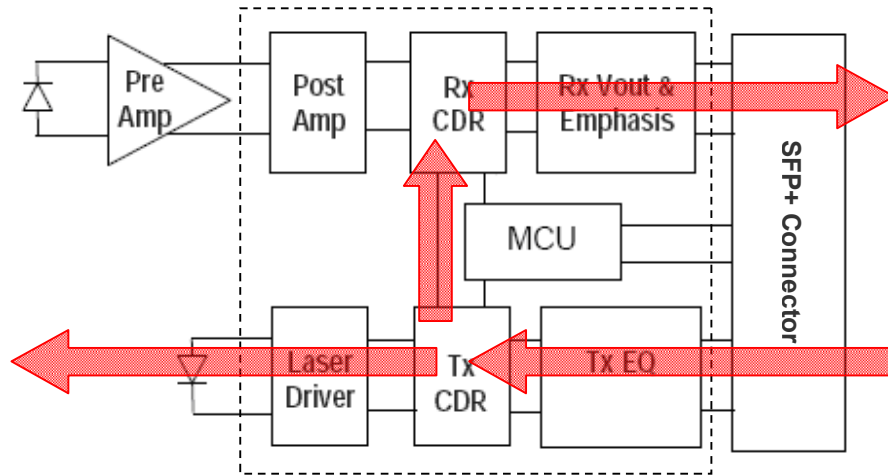 Pre
Amp
Post
Amp
Rx
CDR
Rx Vout &
Emphasis
SFP+ Connector
MCU
Laser
Driver
Tx
CDR
Tx EQ